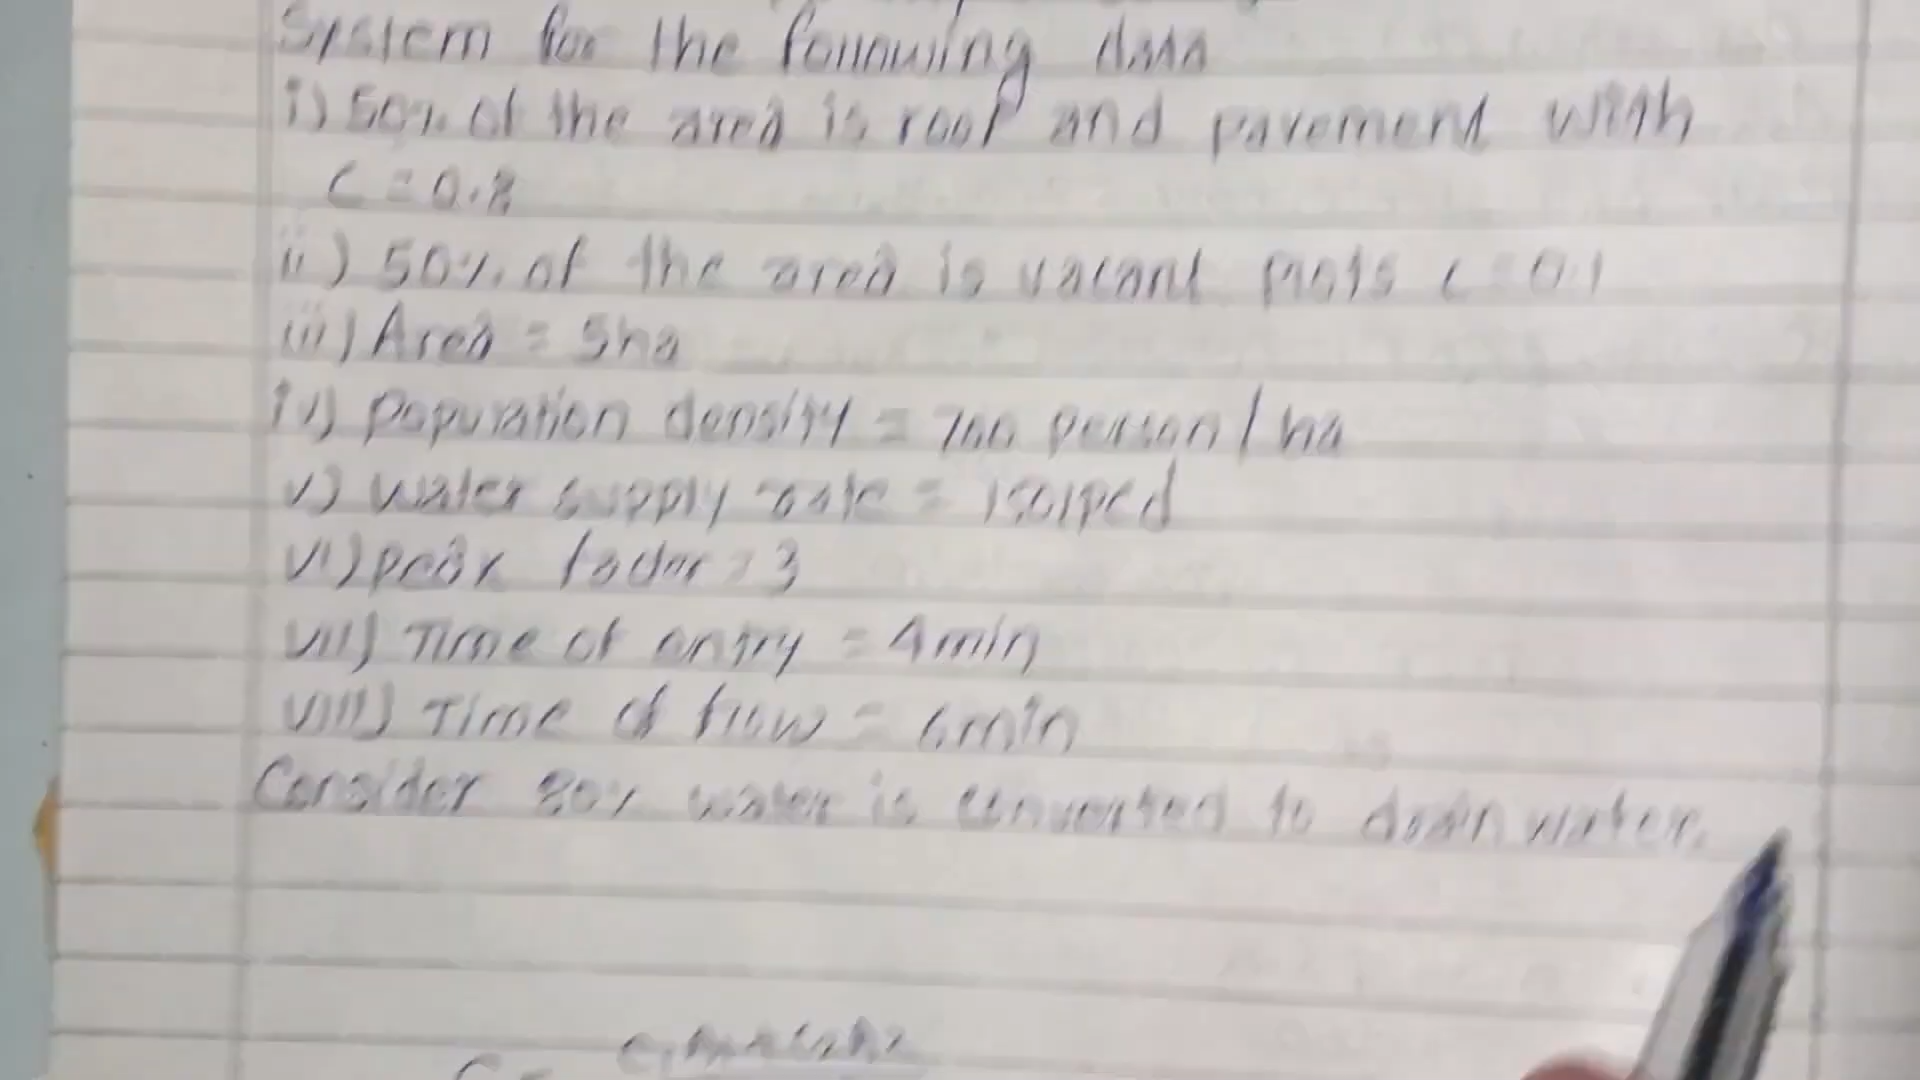 System for the following data
i) 50% of the area is roof and pavement with
C = 0.8
ii) 50% of the area is vacant plots C = 0.1
iii) Area = 5ha
iv) Population density = 700 person / ha
v) Water supply rate = 150lpcd
vi) Peak factor = 3
vii) Time of entry = 4min
viii) Time of flow = 6min
Consider 80% water is converted to drain water.
C =